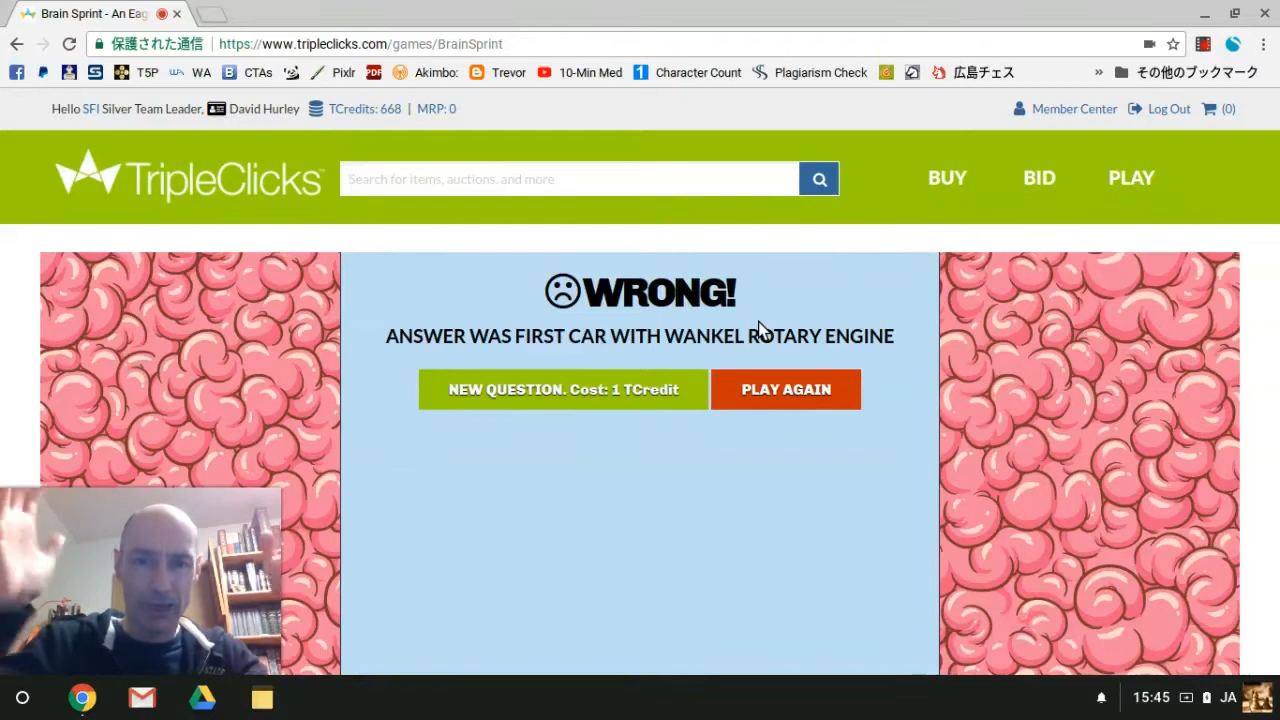 Brain Sprint - An Eag
保護された通信
https://www.tripleclicks.com/games/BrainSprint
T5P
WA
CTAs
Pixlr
PDF
Akimbo:
Trevor
10-Min Med
Character Count
Plagiarism Check
広島チェス
»
その他のブックマーク
Hello SFI Silver Team Leader, David Hurley TCredits: 668 | MRP: 0
Member Center
Log Out
(0)
TripleClicks
Search for items, auctions, and more
BUY
BID
PLAY
WRONG!
ANSWER WAS FIRST CAR WITH WANKEL ROTARY ENGINE
NEW QUESTION. Cost: 1 TCredit
PLAY AGAIN
15:45
JA